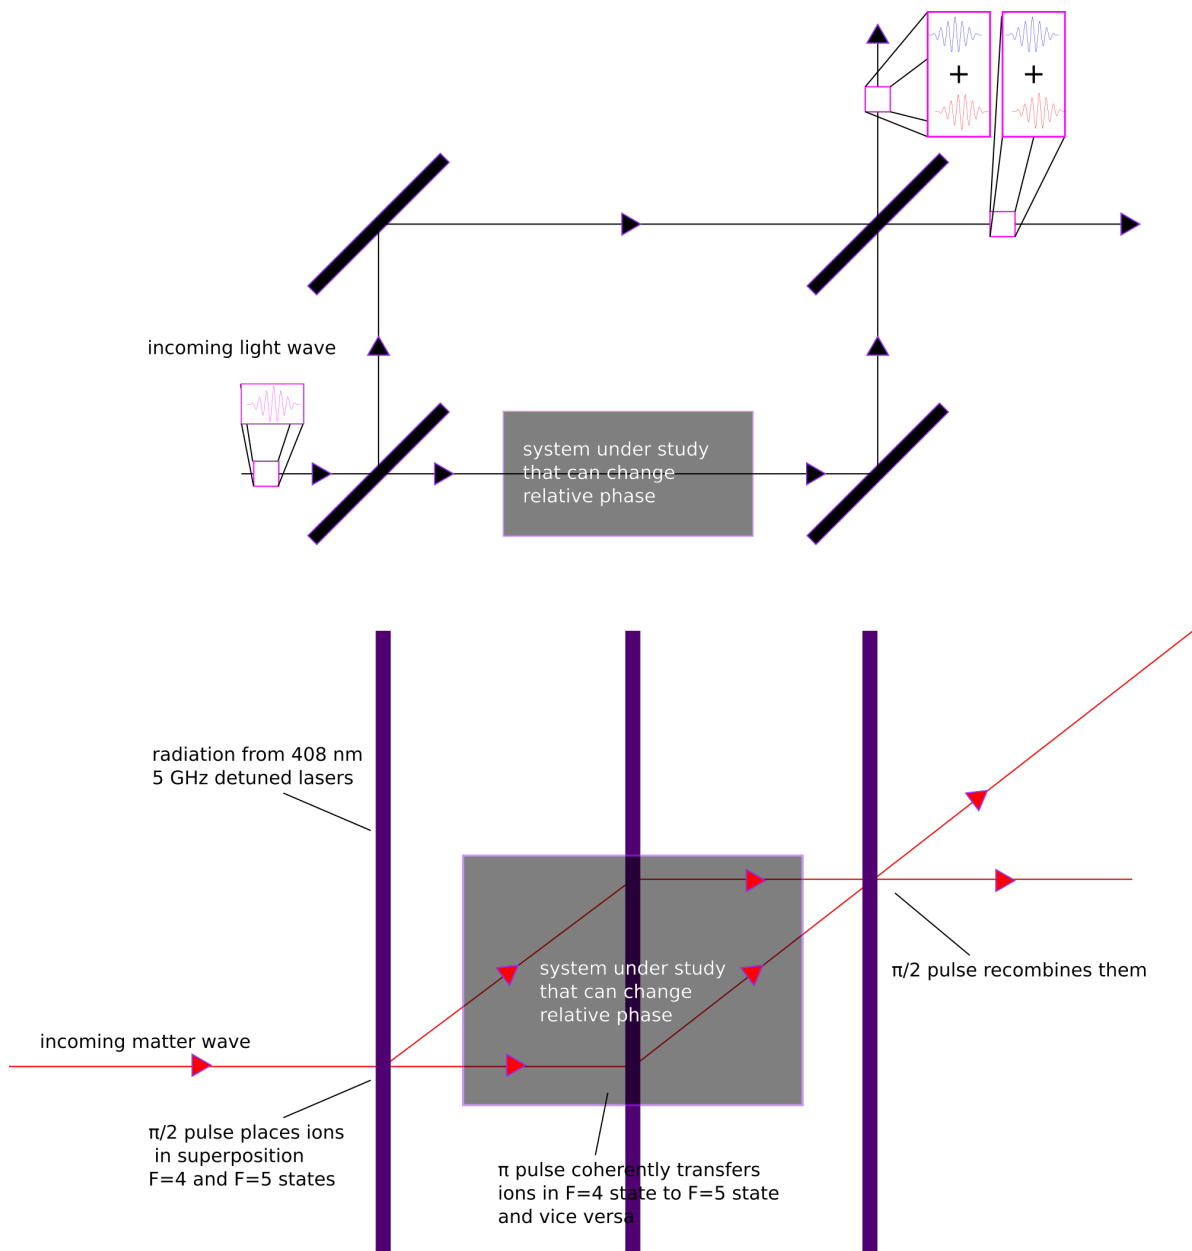 +
+
incoming light wave
system under study
that can change
relative phase
radiation from 408 nm
5 GHz detuned lasers
system under study
that can change
relative phase
π/2 pulse recombines them
incoming matter wave
π/2 pulse places ions
in superposition
F=4 and F=5 states
π pulse coherently transfers
ions in F=4 state to F=5 state
and vice versa